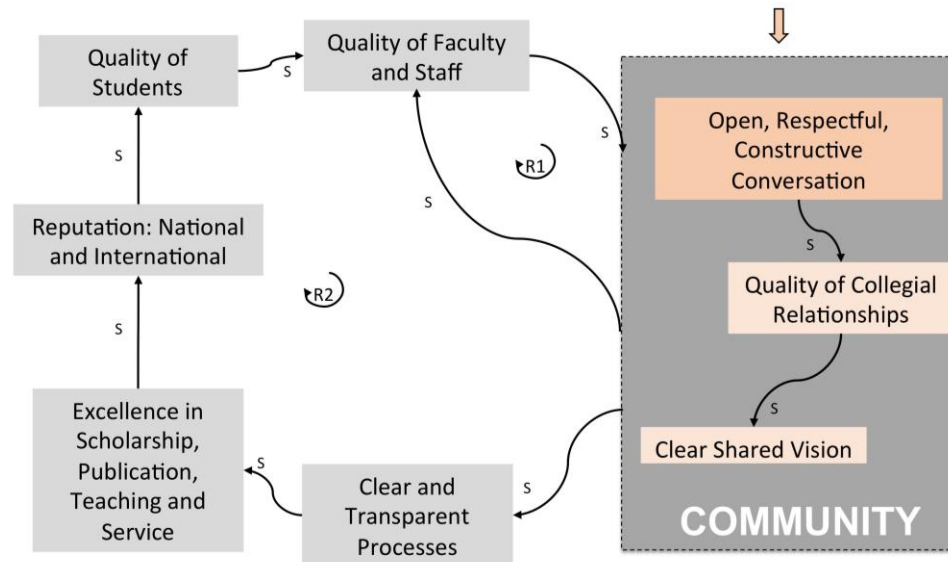 Quality of
Students
S
Quality of Faculty
and Staff
S
Open, Respectful,
Constructive
Conversation
R1
S
S
Reputation: National
and International
S
Quality of Collegial
Relationships
R2
S
S
Excellence in
Scholarship,
Publication,
Teaching and
Service
S
Clear and
Transparent
Processes
S
Clear Shared Vision
COMMUNITY